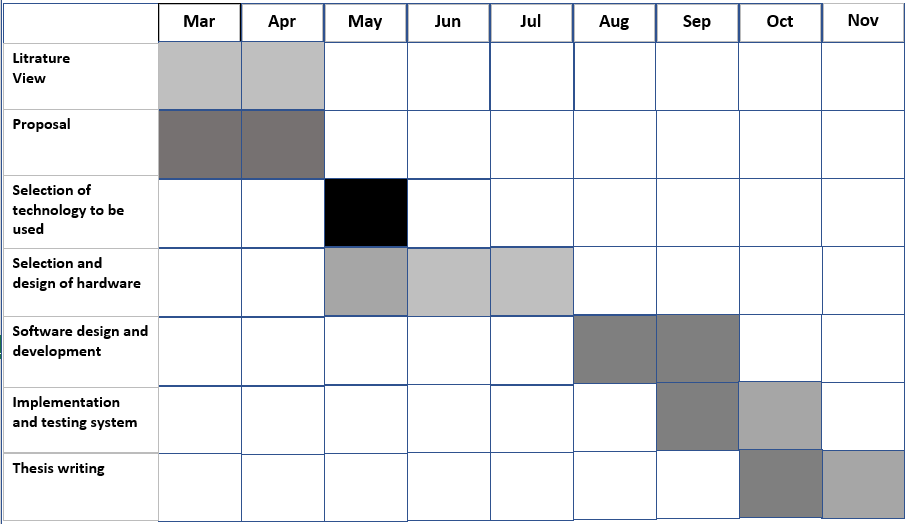 Mar Apr May Jun Jul Aug Sep Oct Nov
Litrature
View
Proposal
Selection of
technology to be
used
Selection and
design of hardware
Software design and
development
Implementation
and testing system
Thesis writing